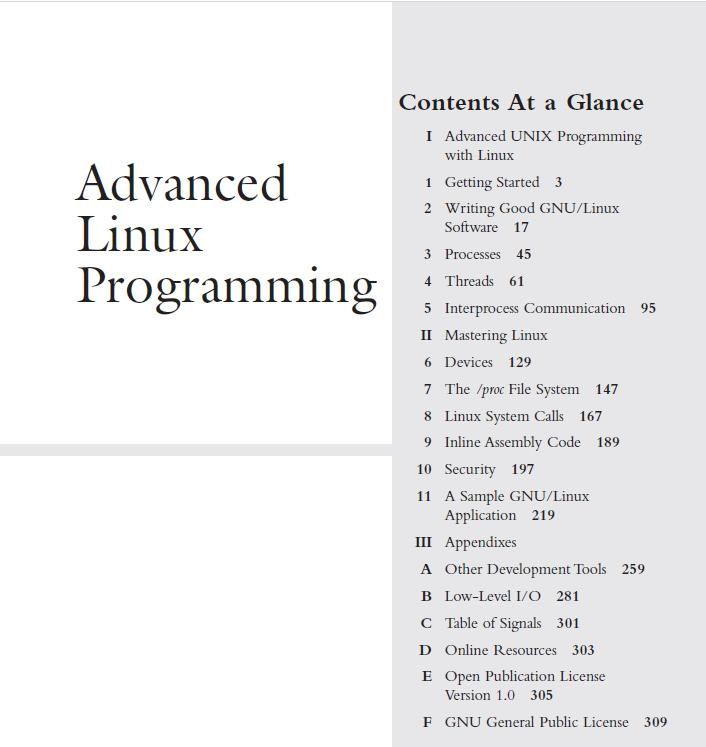 Advanced
Linux
Programming
Contents At a Glance
I Advanced UNIX Programming
with Linux
1 Getting Started 3
2 Writing Good GNU/Linux
Software 17
3 Processes 45
4 Threads 61
5 Interprocess Communication 95
II Mastering Linux
6 Devices 129
7 The /proc File System 147
8 Linux System Calls 167
9 Inline Assembly Code 189
10 Security 197
11 A Sample GNU/Linux
Application 219
III Appendixes
A Other Development Tools 259
B Low-Level I/O 281
C Table of Signals 301
D Online Resources 303
E Open Publication License
Version 1.0 305
F GNU General Public License 309